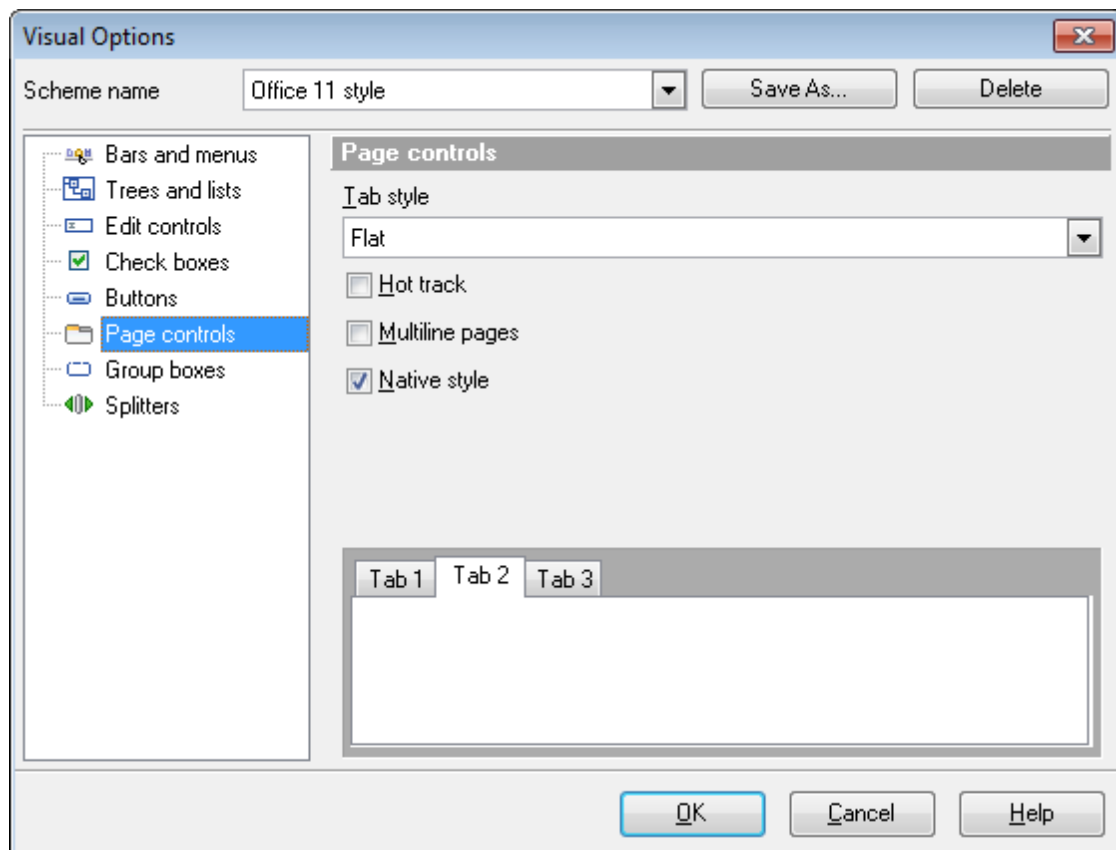 Visual Options
Scheme name Office 11 style Save As... Delete
Bars and menus
Trees and lists
Edit controls
Check boxes
Buttons
Page controls
Group boxes
Splitters
Page controls
Tab style
Flat
Hot track
Multiline pages
Native style
Tab 1 Tab 2 Tab 3
OK Cancel Help